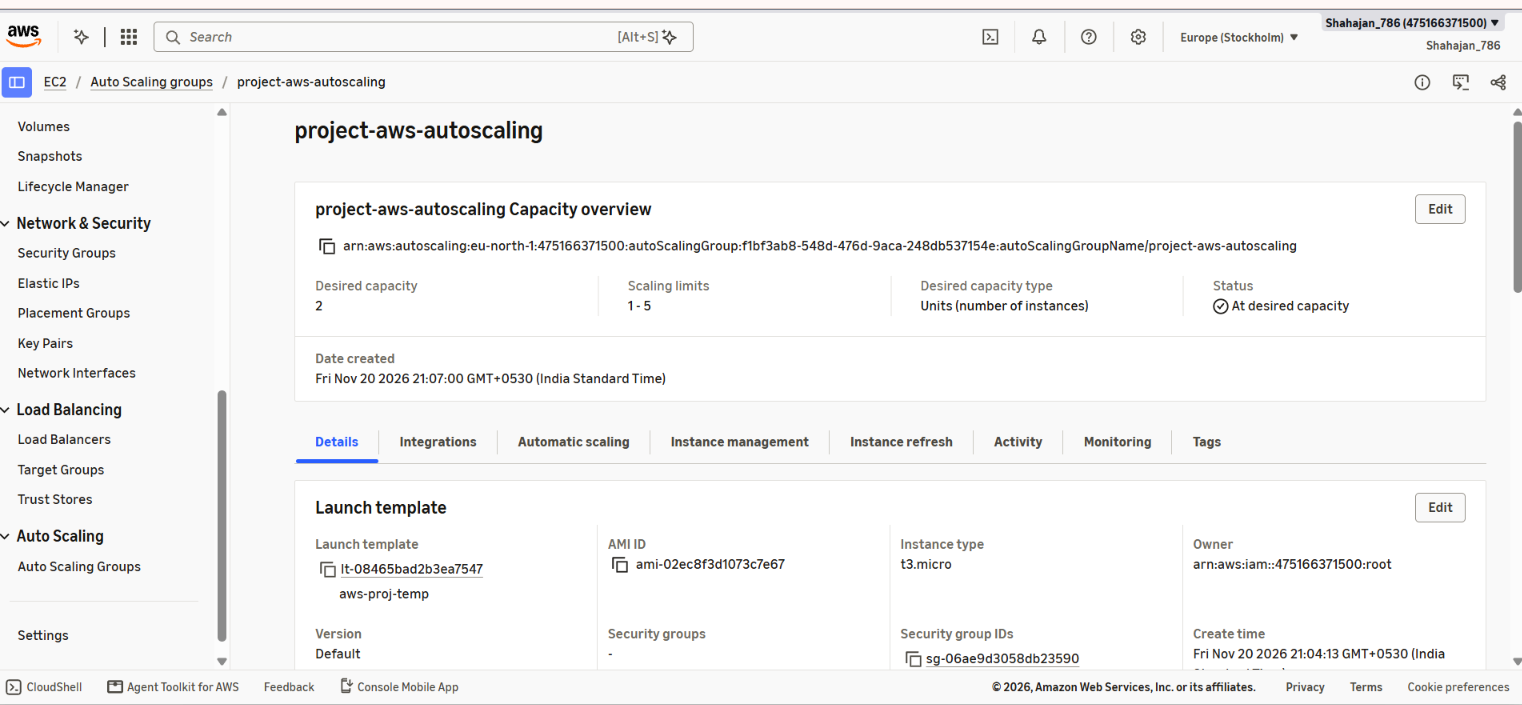 aws
Search [Alt+S]
Europe (Stockholm) ▼
Shahajan_786 (475166371500) ▼
Shahajan_786
EC2 / Auto Scaling groups / project-aws-autoscaling
Volumes
Snapshots
Lifecycle Manager
Network & Security
Security Groups
Elastic IPs
Placement Groups
Key Pairs
Network Interfaces
Load Balancing
Load Balancers
Target Groups
Trust Stores
Auto Scaling
Auto Scaling Groups
Settings
project-aws-autoscaling
project-aws-autoscaling Capacity overview
Edit
arn:aws:autoscaling:eu-north-1:475166371500:autoScalingGroup:f1bf3ab8-548d-476d-9aca-248db537154e:autoScalingGroupName/project-aws-autoscaling
Desired capacity
2
Scaling limits
1 - 5
Desired capacity type
Units (number of instances)
Status
At desired capacity
Date created
Fri Nov 20 2026 21:07:00 GMT+0530 (India Standard Time)
Details Integrations Automatic scaling Instance management Instance refresh Activity Monitoring Tags
Launch template
Edit
Launch template
lt-08465bad2b3ea7547
aws-proj-temp
AMI ID
ami-02ec8f3d1073c7e67
Instance type
t3.micro
Owner
arn:aws:iam::475166371500:root
Version
Default
Security groups
-
Security group IDs
sg-06ae9d3058db23590
Create time
Fri Nov 20 2026 21:04:13 GMT+0530 (India
CloudShell Agent Toolkit for AWS Feedback Console Mobile App
© 2026, Amazon Web Services, Inc. or its affiliates. Privacy Terms Cookie preferences